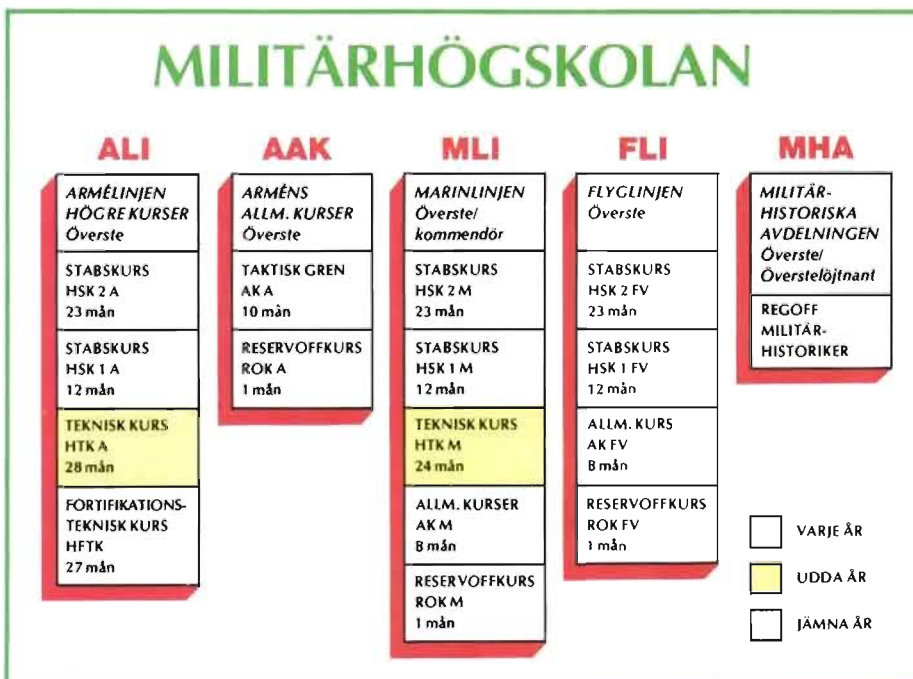 MILITÄRHÖGSKOLAN
ALI
ARMÉLINJEN
HÖGRE KURSER
Överste
STABSKURS
HSK 2 A
23 mån
STABSKURS
HSK 1 A
12 mån
TEKNISK KURS
HTK A
28 mån
FORTIFIKATIONS-
TEKNISK KURS
HFTK
27 mån
AAK
ARMÉNS
ALLM. KURSER
Överste
TAKTISK GREN
AK A
10 mån
RESERVOFFKURS
ROK A
1 mån
MLI
MARINLINJEN
Överste/
kommendör
STABSKURS
HSK 2 M
23 mån
STABSKURS
HSK 1 M
12 mån
TEKNISK KURS
HTK M
24 mån
ALLM. KURSER
AK M
8 mån
RESERVOFFKURS
ROK M
1 mån
FLI
FLYGLINJEN
Överste
STABSKURS
HSK 2 FV
23 mån
STABSKURS
HSK 1 FV
12 mån
ALLM. KURS
AK FV
8 mån
RESERVOFFKURS
ROK FV
1 mån
MHA
MILITÄR-
HISTORISKA
AVDELNINGEN
Överste/
Överstelöjtnant
REGOFF
MILITÄR-
HISTORIKER
VARJE ÅR
UDDA ÅR
JÄMNA ÅR